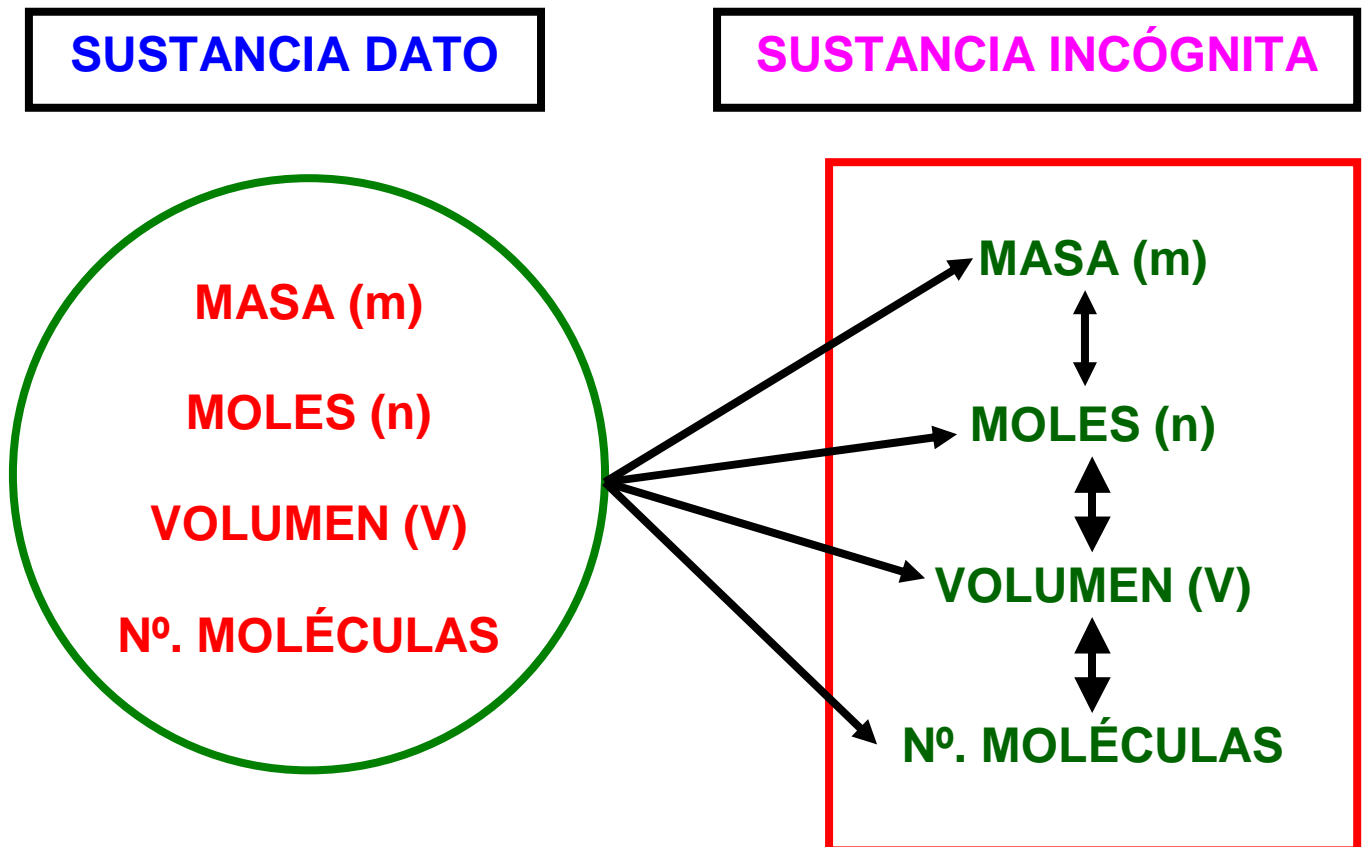 SUSTANCIA DATO
SUSTANCIA INCÓGNITA
MASA (m)
MOLES (n)
VOLUMEN (V)
Nº. MOLÉCULAS
MASA (m)
MOLES (n)
VOLUMEN (V)
Nº. MOLÉCULAS